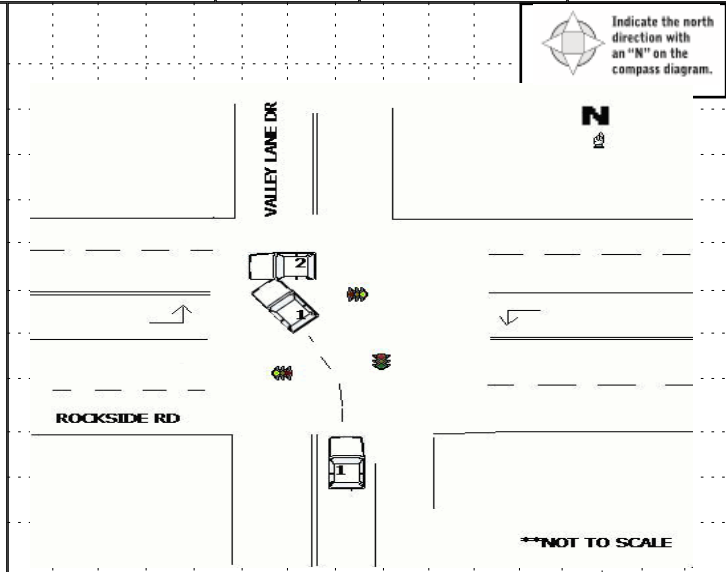 Indicate the north
direction with
an "N" on the
compass diagram.
N
VALLEY LANE DR
2
1
ROCKSIDE RD
1
**NOT TO SCALE